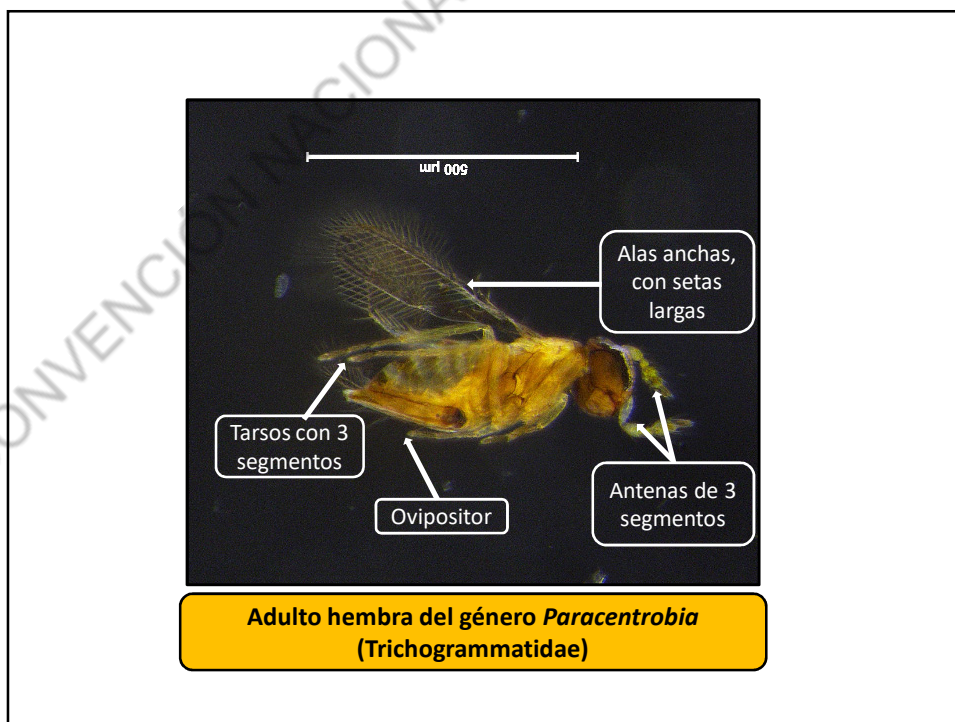 CONVENCIÓN NACIONA
500 µm
Alas anchas,
con setas
largas
Tarsos con 3
segmentos
Ovipositor
Antenas de 3
segmentos
Adulto hembra del género Paracentrobia
(Trichogrammatidae)